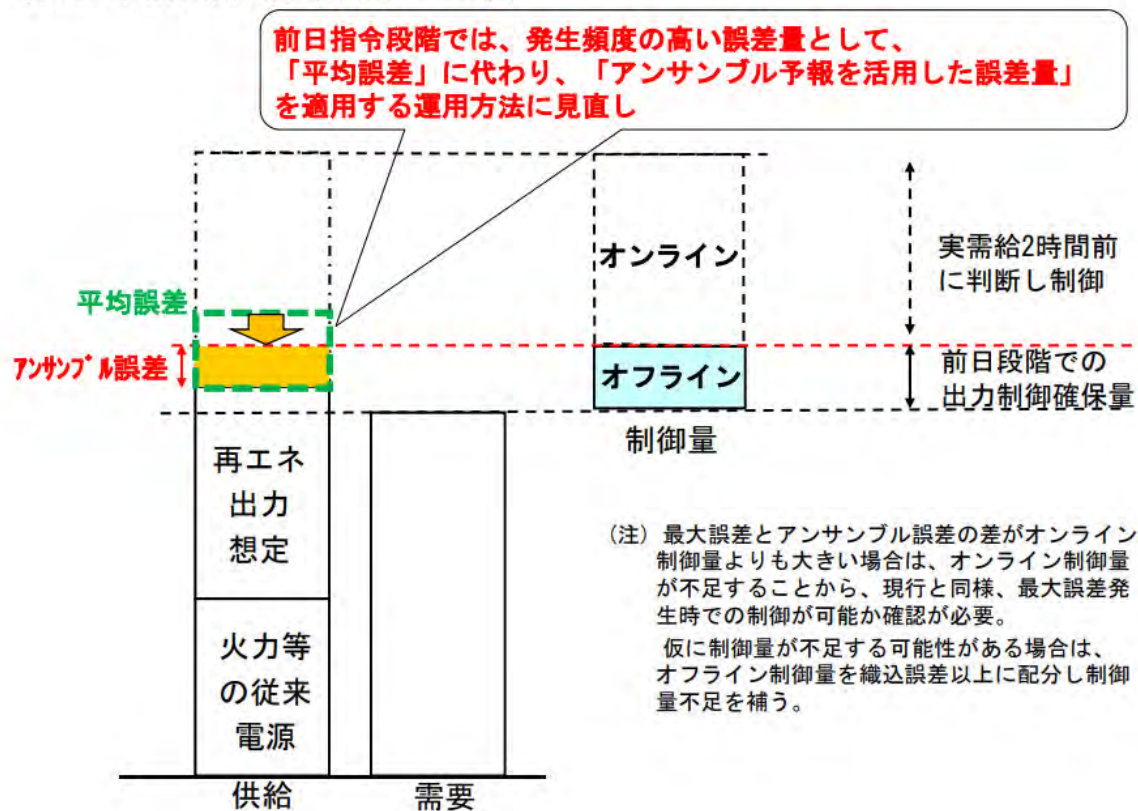 前日指令段階では、発生頻度の高い誤差量として、
「平均誤差」に代わり、「アンサンブル予報を活用した誤差量」
を適用する運用方法に見直し
オンライン
実需給2時間前
に判断し制御
平均誤差
アンサンブル誤差
オフライン
前日段階での
出力制御確保量
制御量
再エネ
出力
想定
(注) 最大誤差とアンサンブル誤差の差がオンライン
制御量よりも大きい場合は、オンライン制御量
が不足することから、現行と同様、最大誤差発
生時での制御が可能か確認が必要。
仮に制御量が不足する可能性がある場合は、
オフライン制御量を織込誤差以上に配分し制御
量不足を補う。
火力等
の従来
電源
供給
需要